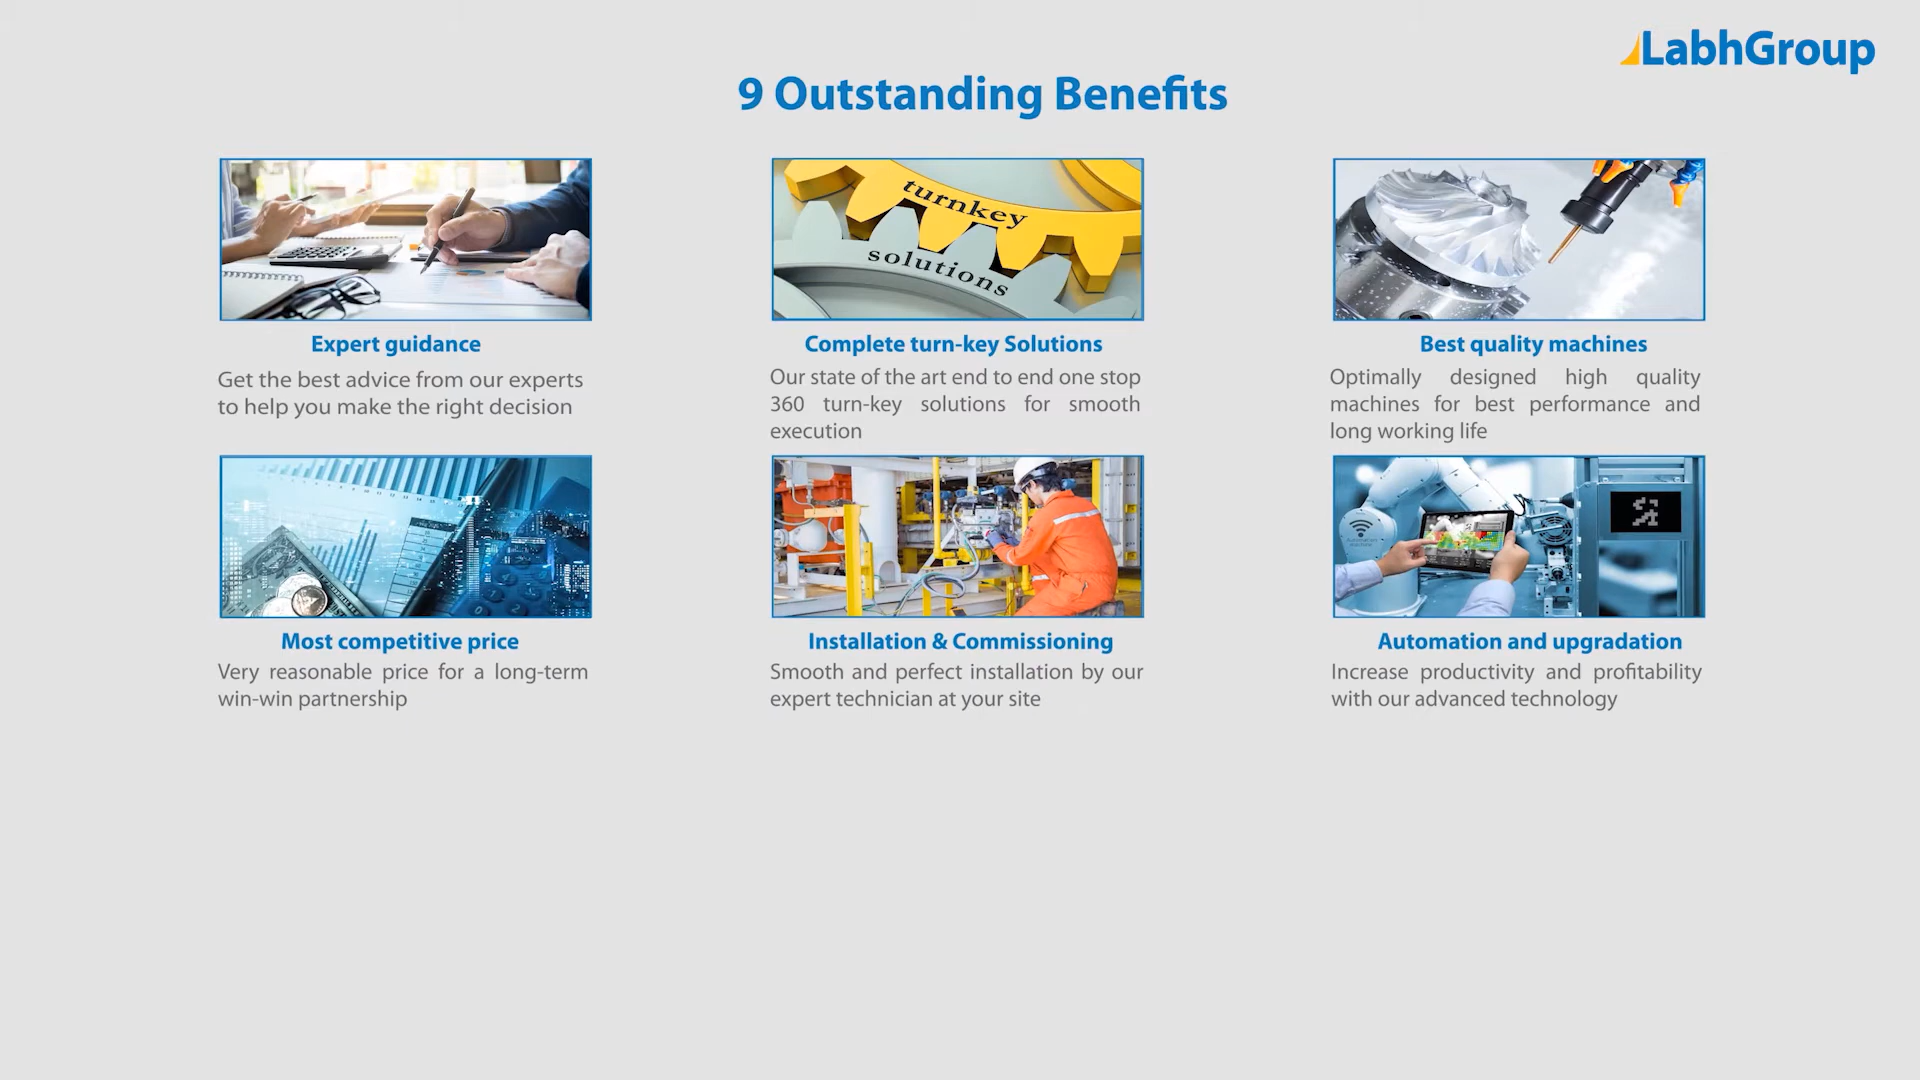 LabhGroup
9 Outstanding Benefits
turnkey
solutions
Expert guidance
Get the best advice from our experts
to help you make the right decision
Complete turn-key Solutions
Our state of the art end to end one stop
360 turn-key solutions for smooth
execution
Best quality machines
Optimally designed high quality
machines for best performance and
long working life
Most competitive price
Very reasonable price for a long-term
win-win partnership
Installation & Commissioning
Smooth and perfect installation by our
expert technician at your site
Automation and upgradation
Increase productivity and profitability
with our advanced technology